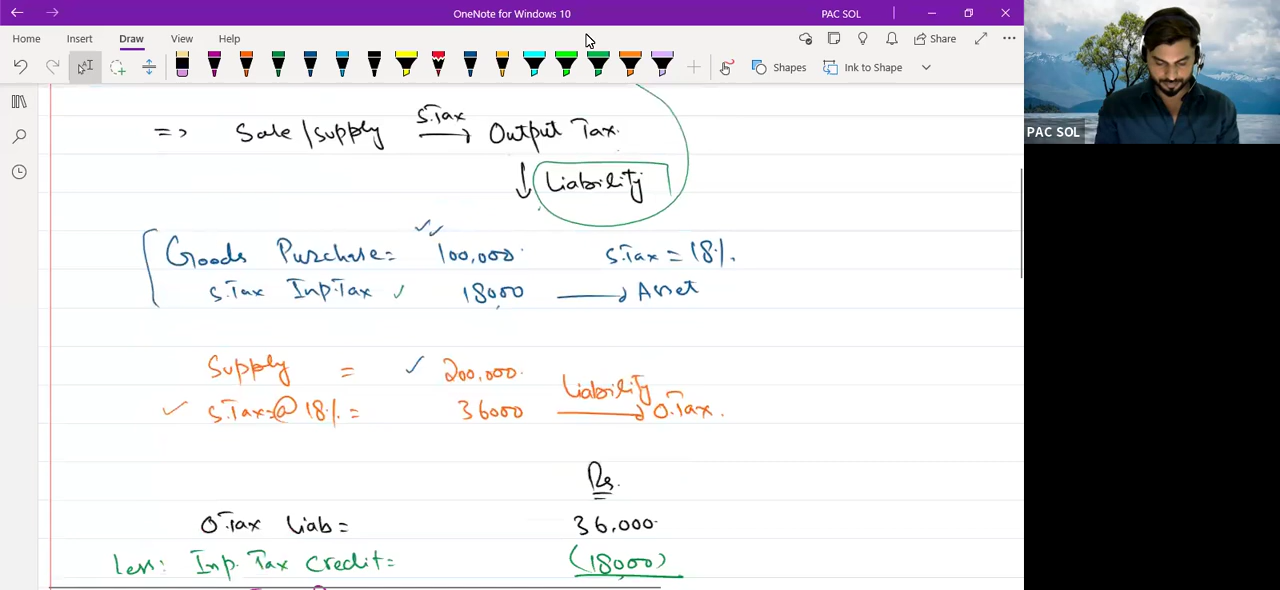 OneNote for Windows 10
PAC SOL
Home Insert Draw View Help
Share
Shapes Ink to Shape
=> Sale/Supply S.Tax Output Tax.
Liability
Goods Purchase = 100,000. S.Tax = 18%.
S.Tax Inp.Tax 18000 Asset
Supply = 200,000.
S.Tax=@ 18% = 36000 Liability O.Tax.
Rs.
O.Tax Liab = 36,000.
Less: Inp. Tax Credit = (18000)
PAC SOL